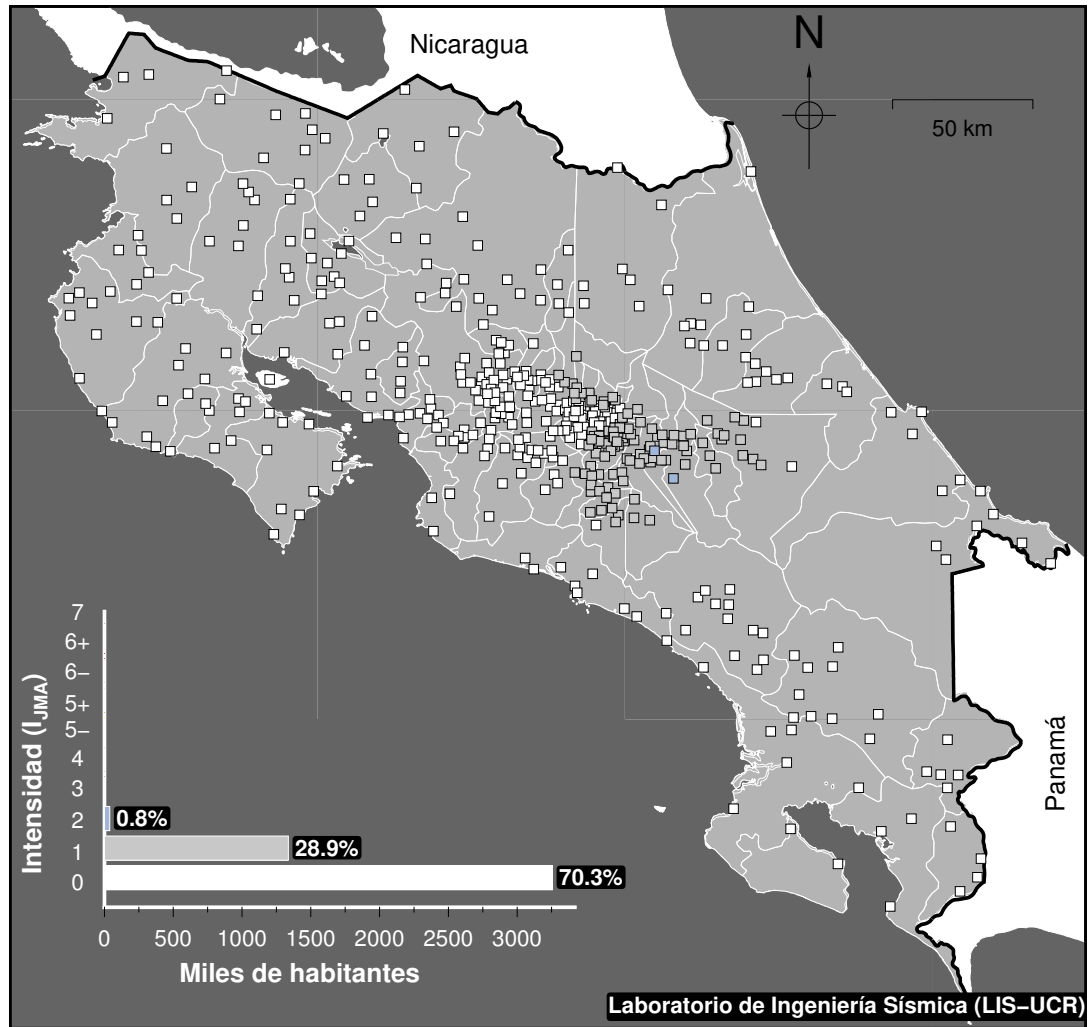 Nicaragua
N
50 km
Panamá
Intensidad (I_JMA)
7
6+
6−
5+
5−
4
3
2
1
0
0.8%
28.9%
70.3%
0 500 1000 1500 2000 2500 3000
Miles de habitantes
Laboratorio de Ingeniería Sísmica (LIS−UCR)